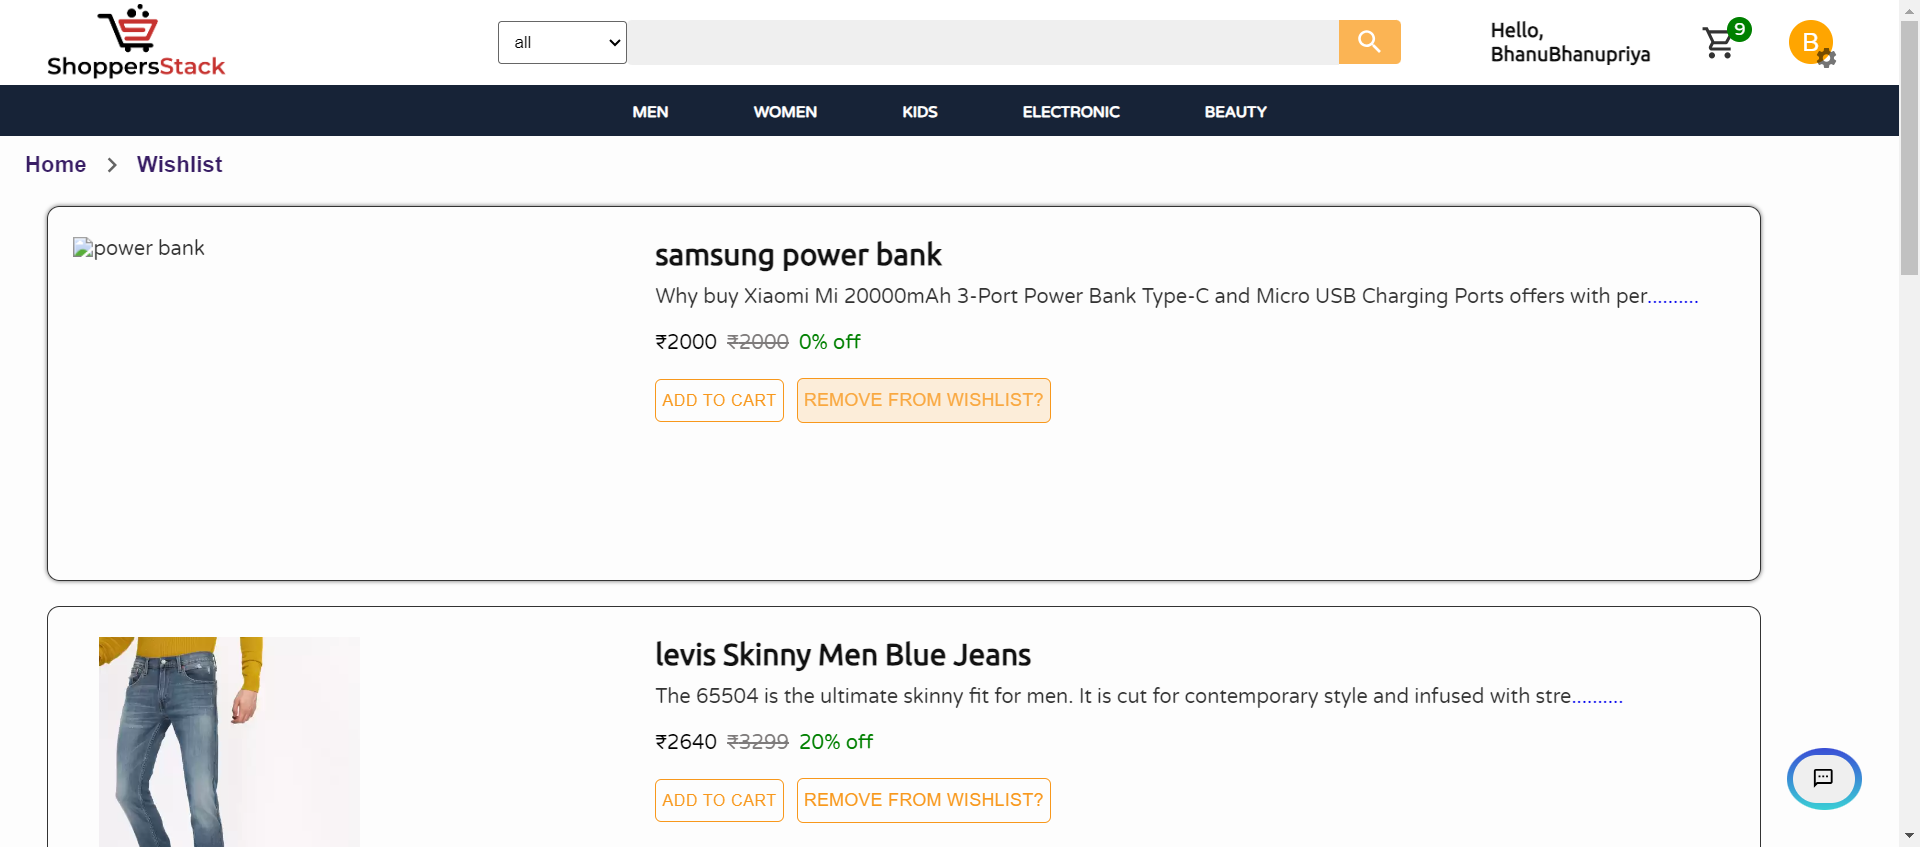 ShoppersStack
all
Hello,
BhanuBhanupriya
9
B
MEN WOMEN KIDS ELECTRONIC BEAUTY
Home > Wishlist
power bank
samsung power bank
Why buy Xiaomi Mi 20000mAh 3-Port Power Bank Type-C and Micro USB Charging Ports offers with per..........
₹2000 ₹2000 0% off
ADD TO CART REMOVE FROM WISHLIST?
levis Skinny Men Blue Jeans
The 65504 is the ultimate skinny fit for men. It is cut for contemporary style and infused with stre..........
₹2640 ₹3299 20% off
ADD TO CART REMOVE FROM WISHLIST?